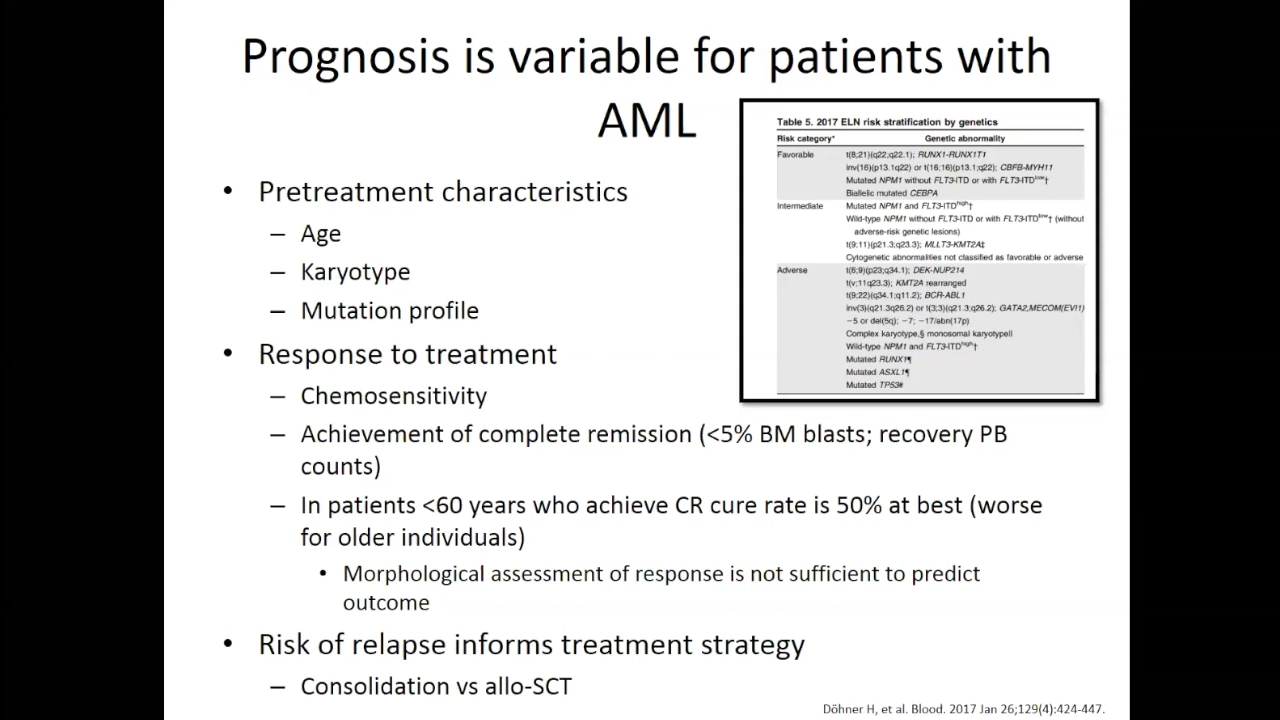 Prognosis is variable for patients with
AML
Table 5. 2017 ELN risk stratification by genetics
Risk category* Genetic abnormality
Favorable t(8;21)(q22;q22.1); RUNX1-RUNX1T1
inv(16)(p13.1q22) or t(16;16)(p13.1;q22); CBFB-MYH11
Mutated NPM1 without FLT3-ITD or with FLT3-ITDlow†
Biallelic mutated CEBPA
Intermediate Mutated NPM1 and FLT3-ITDhigh†
Wild-type NPM1 without FLT3-ITD or with FLT3-ITDlow† (without
adverse-risk genetic lesions)
t(9;11)(p21.3;q23.3); MLLT3-KMT2A‡
Cytogenetic abnormalities not classified as favorable or adverse
Adverse t(6;9)(p23;q34.1); DEK-NUP214
t(v;11q23.3); KMT2A rearranged
t(9;22)(q34.1;q11.2); BCR-ABL1
inv(3)(q21.3q26.2) or t(3;3)(q21.3;q26.2); GATA2,MECOM(EVI1)
−5 or del(5q); −7; −17/abn(17p)
Complex karyotype,§ monosomal karyotype||
Wild-type NPM1 and FLT3-ITDhigh†
Mutated RUNX1¶
Mutated ASXL1¶
Mutated TP53#
• Pretreatment characteristics
– Age
– Karyotype
– Mutation profile
• Response to treatment
– Chemosensitivity
– Achievement of complete remission (<5% BM blasts; recovery PB
counts)
– In patients <60 years who achieve CR cure rate is 50% at best (worse
for older individuals)
• Morphological assessment of response is not sufficient to predict
outcome
• Risk of relapse informs treatment strategy
– Consolidation vs allo-SCT
Döhner H, et al. Blood. 2017 Jan 26;129(4):424-447.